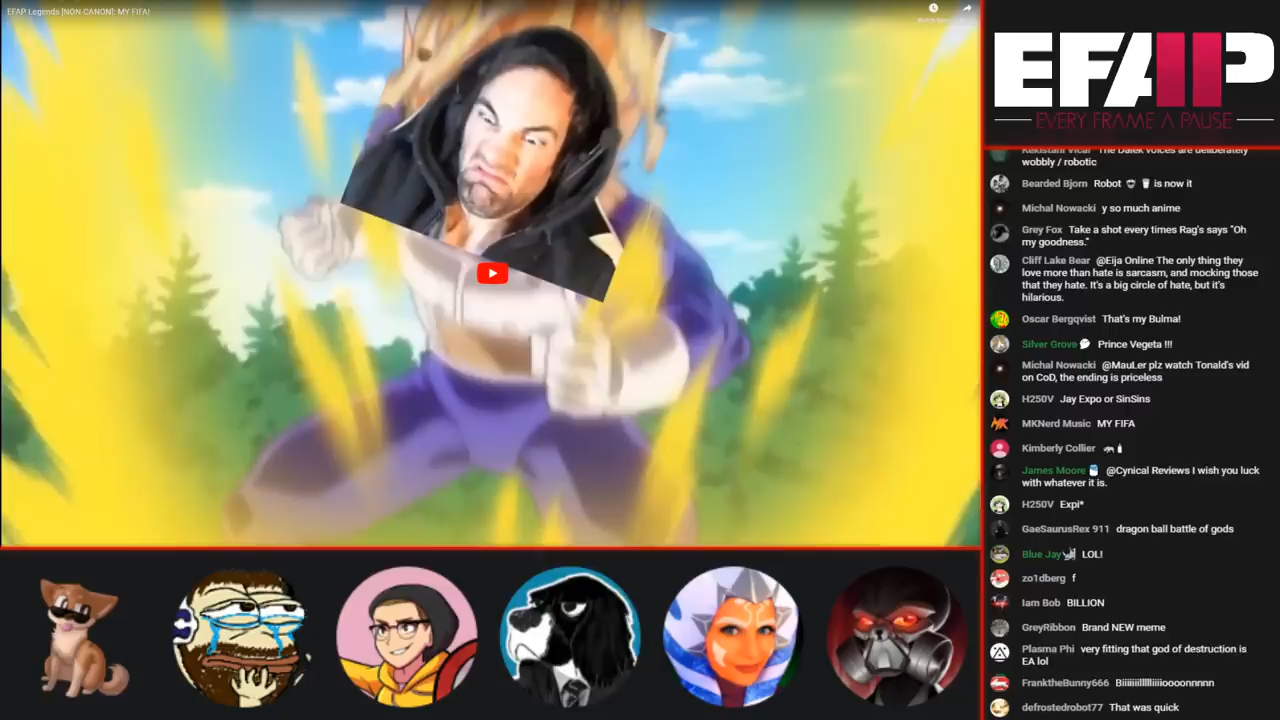 EFAP Legends [NON-CANON]: MY FIFA!
EFAP
EVERY FRAME A PAUSE
Kekistani Vicar The Dalek voices are deliberately
wobbly / robotic
Bearded Bjorn Robot is now it
Michal Nowacki y so much anime
Grey Fox Take a shot every times Rag's says "Oh
my goodness."
Cliff Lake Bear @Eija Online The only thing they
love more than hate is sarcasm, and mocking those
that they hate. It's a big circle of hate, but it's
hilarious.
Oscar Bergqvist That's my Bulma!
Silver Grove Prince Vegeta !!!
Michal Nowacki @MauLer plz watch Tonald's vid
on CoD, the ending is priceless
H250V Jay Expo or SinSins
MKNerd Music MY FIFA
Kimberly Collier
James Moore @Cynical Reviews I wish you luck
with whatever it is.
H250V Expi*
GaeSaurusRex 911 dragon ball battle of gods
Blue Jay LOL!
zo1dberg f
Iam Bob BILLION
GreyRibbon Brand NEW meme
Plasma Phi very fitting that god of destruction is
EA lol
FranktheBunny666 Biiiiiiillllliiiioooonnnnn
defrostedrobot77 That was quick